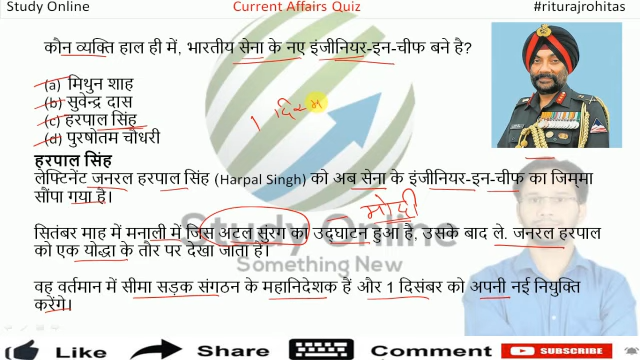 Study Online
Current Affairs Quiz
#riturajrohitas
कौन व्यक्ति हाल ही में, भारतीय सेना के नए इंजीनियर-इन-चीफ बने है?
(a) मिथुन शाह
(b) सुवेन्द्र दास
(c) हरपाल सिंह
(d) पुरषोतम चौधरी
1 दिसम्ब
हरपाल सिंह
लेफ्टिनेंट जनरल हरपाल सिंह (Harpal Singh) को अब सेना के इंजीनियर-इन-चीफ का जिम्मा
सौंपा गया है।
मोदी
सितंबर माह में मनाली में जिस अटल सुरंग का उद्घाटन हुआ है, उसके बाद ले. जनरल हरपाल
को एक योद्धा के तौर पर देखा जाता है।
Study Online
Something New
वह वर्तमान में सीमा सड़क संगठन के महानिदेशक हैं और 1 दिसंबर को अपनी नई नियुक्ति
करेंगे।
Like
Share
Comment
SUBSCRIBE